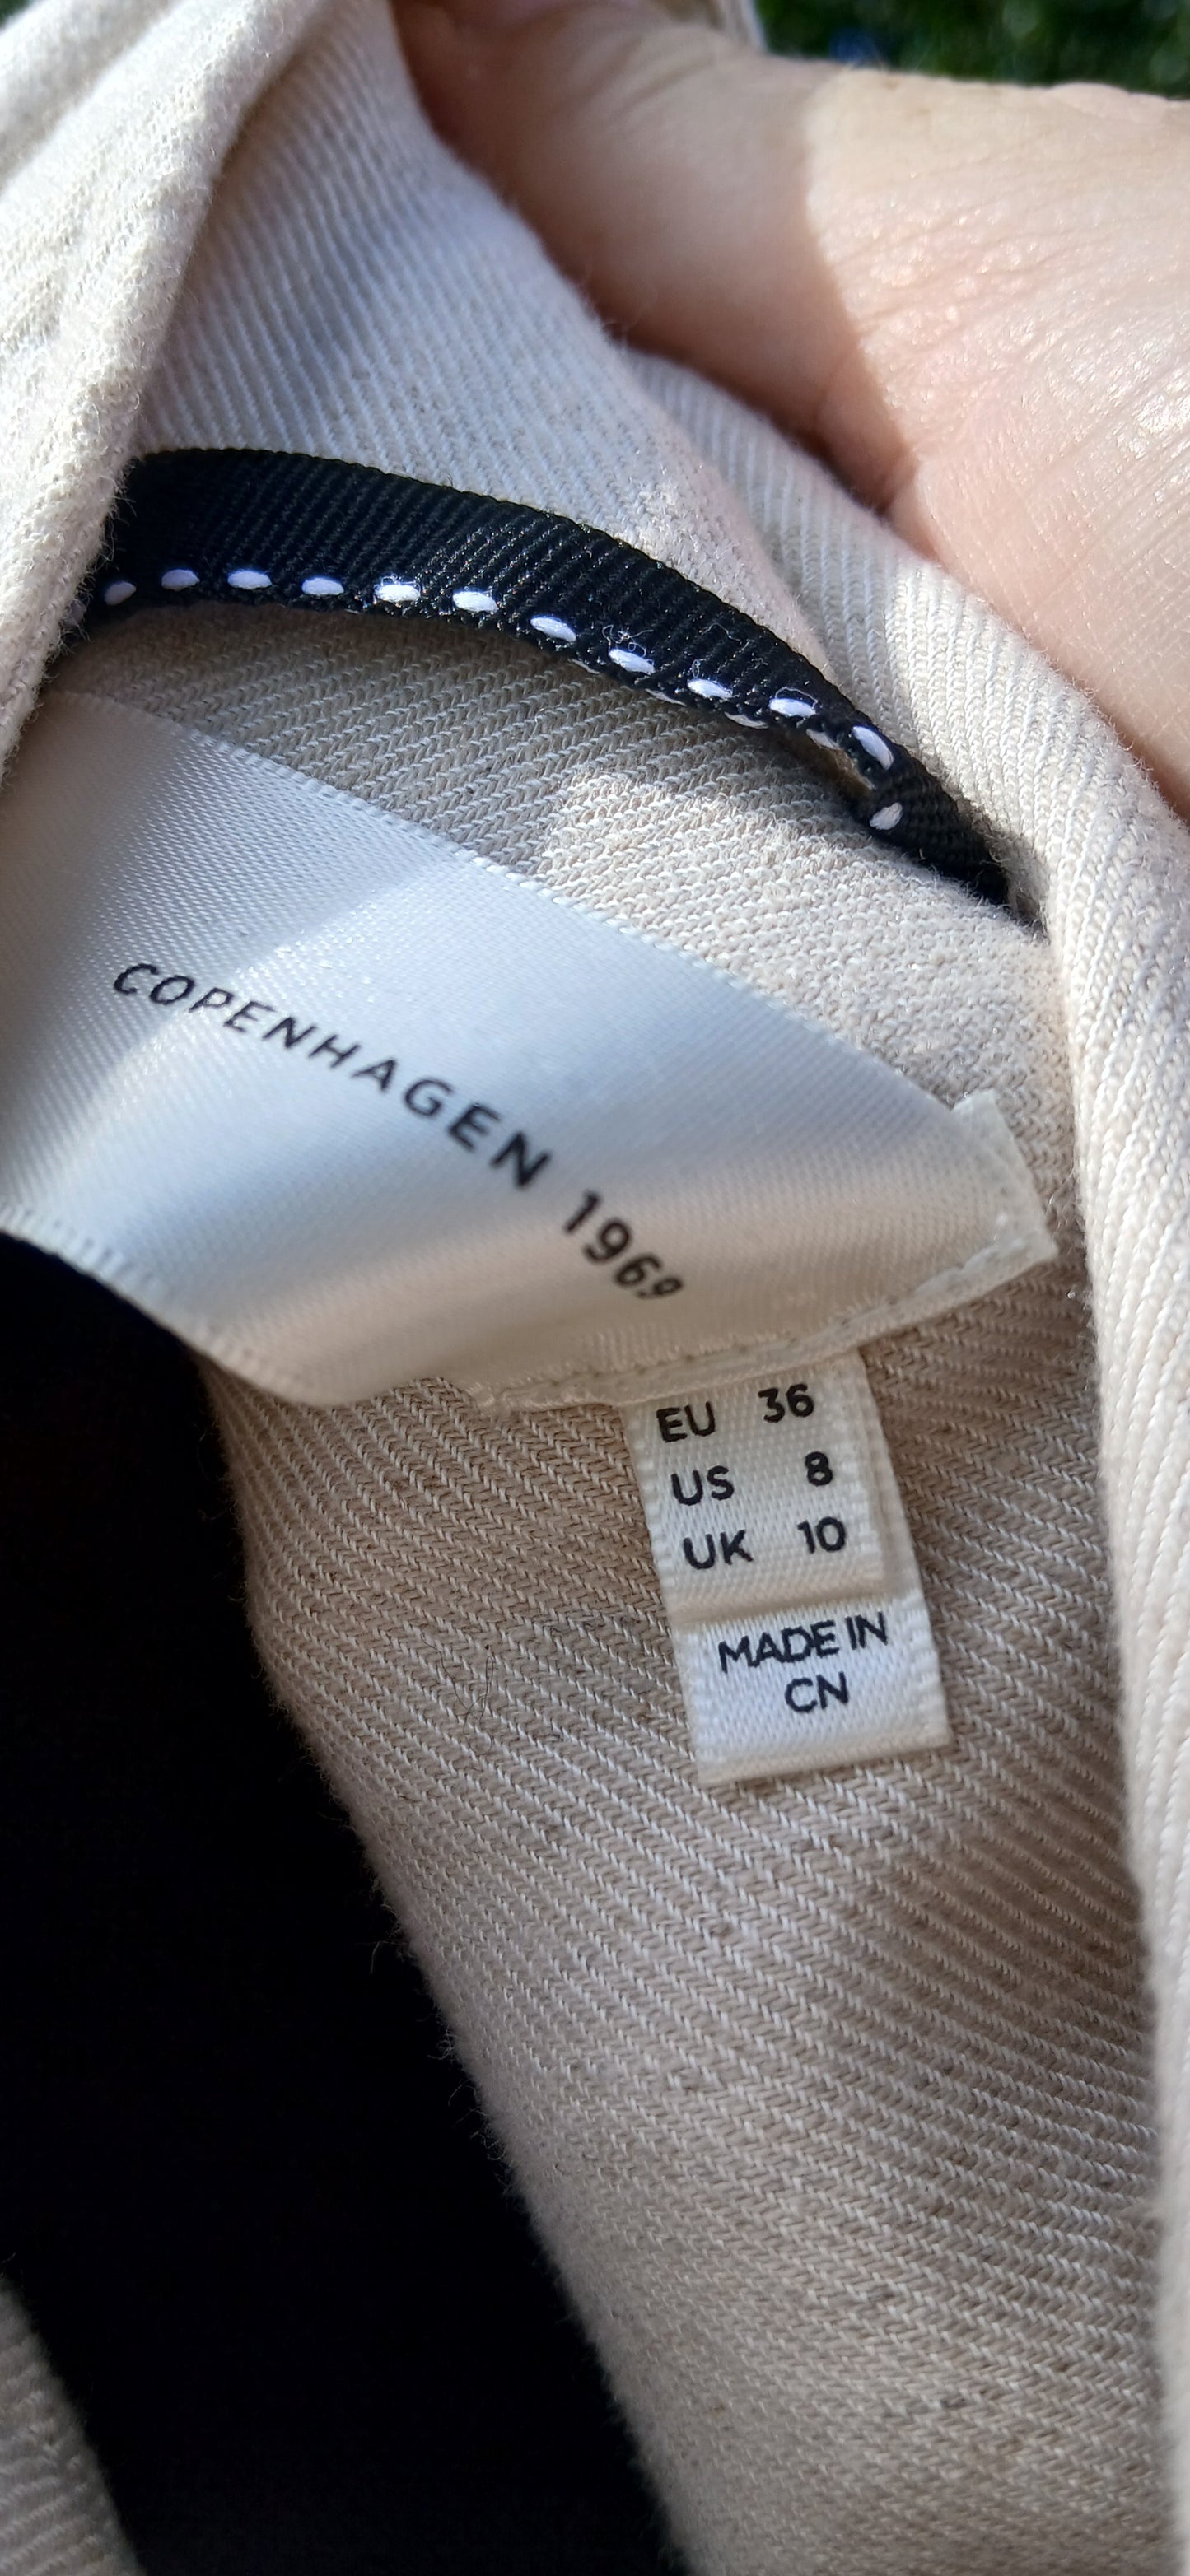 COPENHAGEN 1969
EU 36
US 8
UK 10
MADE IN
CN